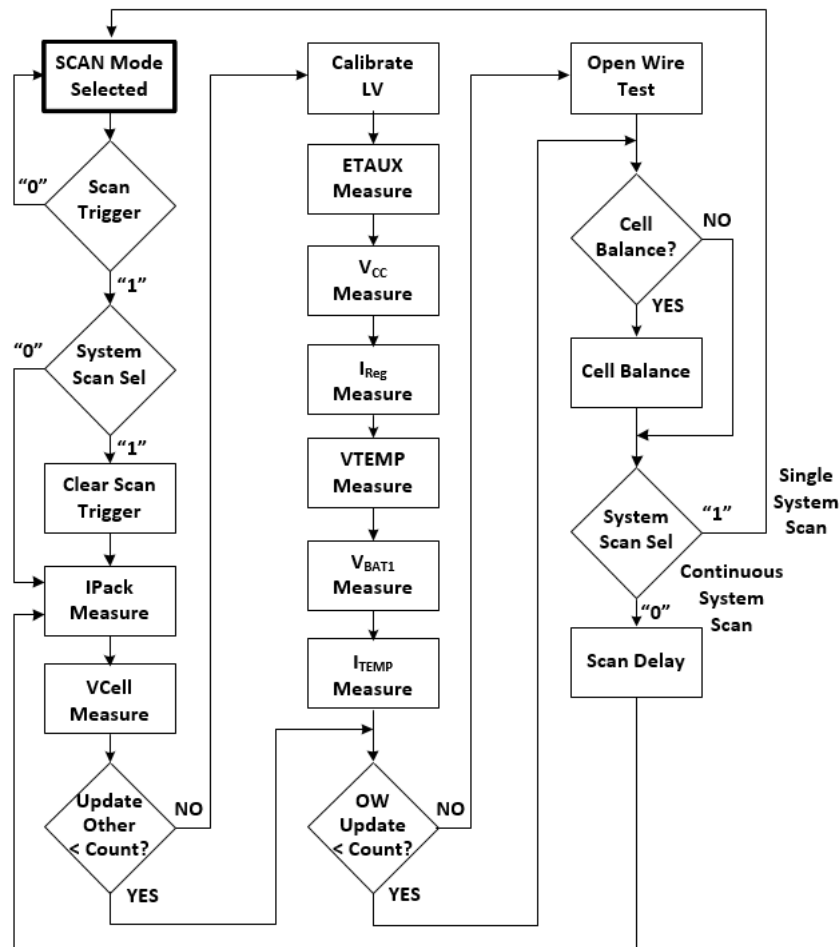 SCAN Mode
Selected
"0"
Scan
Trigger
"1"
"0"
System
Scan Sel
"1"
Clear Scan
Trigger
IPack
Measure
VCell
Measure
Update
Other
< Count?
NO
YES
Calibrate
LV
ETAUX
Measure
VCC
Measure
IReg
Measure
VTEMP
Measure
VBAT1
Measure
ITEMP
Measure
OW
Update
< Count?
NO
YES
Open Wire
Test
Cell
Balance?
NO
YES
Cell Balance
System
Scan Sel
"1"
Single
System
Scan
Continuous
System
Scan
"0"
Scan Delay